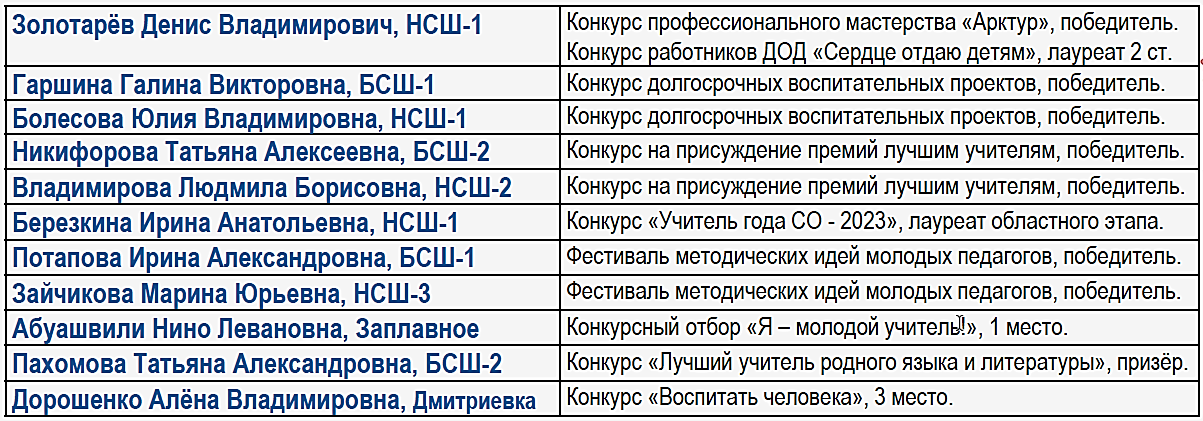 Золотарёв Денис Владимирович, НСШ-1
Конкурс профессионального мастерства «Арктур», победитель.
Конкурс работников ДОД «Сердце отдаю детям», лауреат 2 ст.
Гаршина Галина Викторовна, БСШ-1
Конкурс долгосрочных воспитательных проектов, победитель.
Болесова Юлия Владимировна, НСШ-1
Конкурс долгосрочных воспитательных проектов, победитель.
Никифорова Татьяна Алексеевна, БСШ-2
Конкурс на присуждение премий лучшим учителям, победитель.
Владимирова Людмила Борисовна, НСШ-2
Конкурс на присуждение премий лучшим учителям, победитель.
Березкина Ирина Анатольевна, НСШ-1
Конкурс «Учитель года СО - 2023», лауреат областного этапа.
Потапова Ирина Александровна, БСШ-1
Фестиваль методических идей молодых педагогов, победитель.
Зайчикова Марина Юрьевна, НСШ-3
Фестиваль методических идей молодых педагогов, победитель.
Абуашвили Нино Левановна, Заплавное
Конкурсный отбор «Я – молодой учитель!», 1 место.
Пахомова Татьяна Александровна, БСШ-2
Конкурс «Лучший учитель родного языка и литературы», призёр.
Дорошенко Алёна Владимировна, Дмитриевка
Конкурс «Воспитать человека», 3 место.